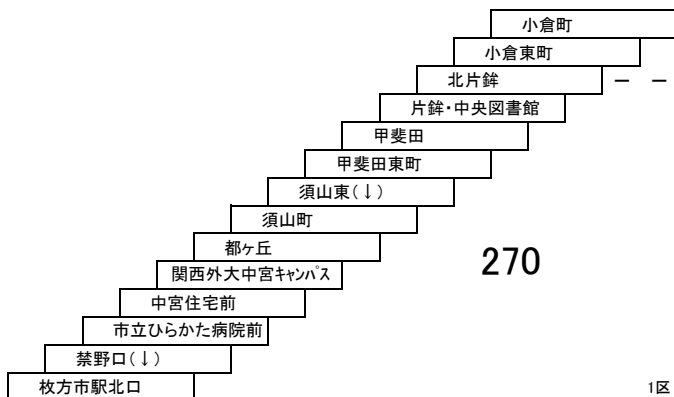 小倉町
小倉東町
北片鉾
片鉾・中央図書館
甲斐田
甲斐田東町
須山東(↓)
須山町
都ヶ丘
270
関西外大中宮ｷｬﾝﾊﾟｽ
中宮住宅前
市立ひらかた病院前
禁野口(↓)
枚方市駅北口
1区